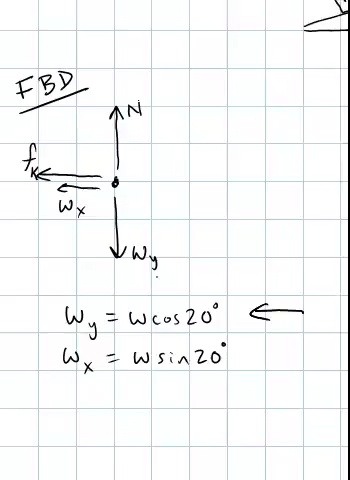 FBD
N
fk
wx
wy
wy = w cos 20°
wx = w sin 20°